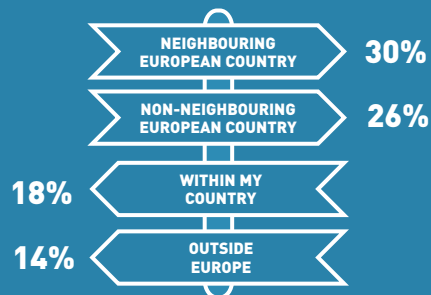 NEIGHBOURING
EUROPEAN COUNTRY
30%
NON-NEIGHBOURING
EUROPEAN COUNTRY
26%
18%
WITHIN MY
COUNTRY
14%
OUTSIDE
EUROPE